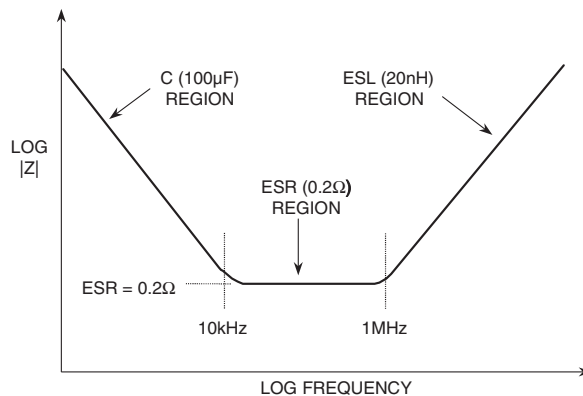 C (100µF)
REGION
ESL (20nH)
REGION
LOG
|Z|
ESR (0.2Ω)
REGION
ESR = 0.2Ω
10kHz
1MHz
LOG FREQUENCY